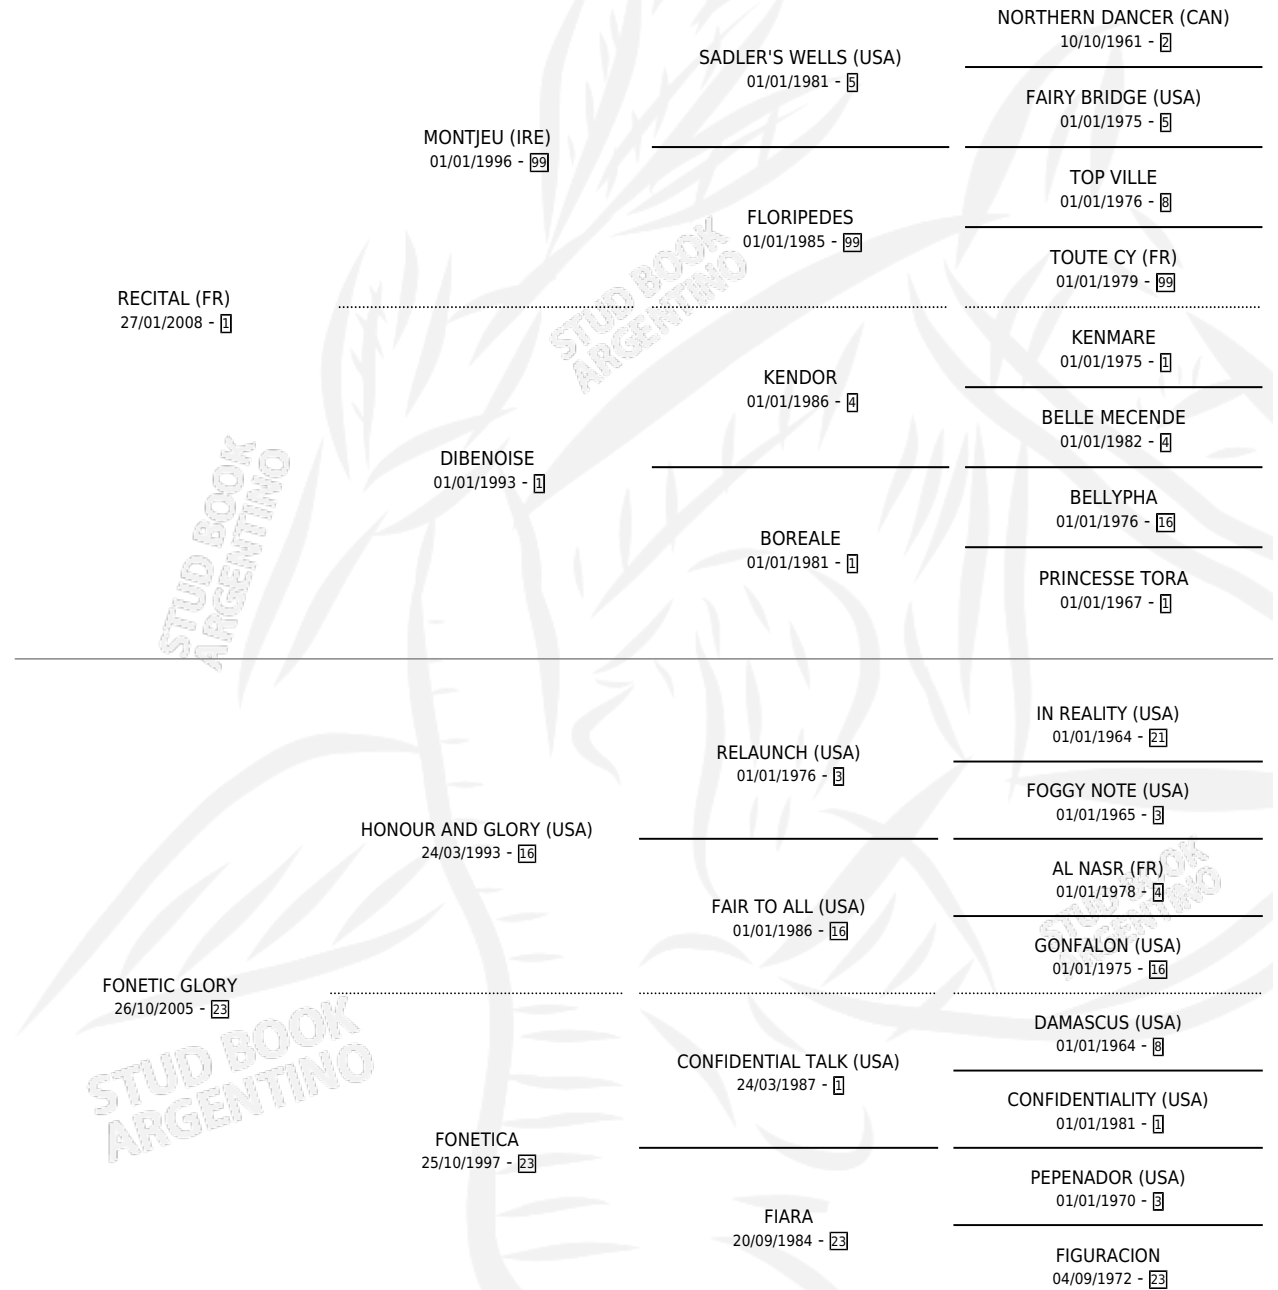 NORTHERN DANCER (CAN)
10/10/1961 - 2
SADLER'S WELLS (USA)
01/01/1981 - 5
FAIRY BRIDGE (USA)
01/01/1975 - 5
MONTJEU (IRE)
01/01/1996 - 99
TOP VILLE
01/01/1976 - 8
FLORIPEDES
01/01/1985 - 99
TOUTE CY (FR)
01/01/1979 - 99
RECITAL (FR)
27/01/2008 - 1
STUD BOOK
ARGENTINO
KENMARE
01/01/1975 - 1
KENDOR
01/01/1986 - 4
BELLE MECENDE
01/01/1982 - 4
DIBENOISE
01/01/1993 - 1
BELLYPHA
01/01/1976 - 16
BOREALE
01/01/1981 - 1
PRINCESSE TORA
01/01/1967 - 1
STUD BOOK
ARGENTINO
IN REALITY (USA)
01/01/1964 - 21
RELAUNCH (USA)
01/01/1976 - 3
FOGGY NOTE (USA)
01/01/1965 - 3
HONOUR AND GLORY (USA)
24/03/1993 - 16
AL NASR (FR)
01/01/1978 - 4
FAIR TO ALL (USA)
01/01/1986 - 16
GONFALON (USA)
01/01/1975 - 16
STUD BOOK
ARGENTINO
FONETIC GLORY
26/10/2005 - 23
STUD BOOK
ARGENTINO
DAMASCUS (USA)
01/01/1964 - 8
CONFIDENTIAL TALK (USA)
24/03/1987 - 1
CONFIDENTIALITY (USA)
01/01/1981 - 1
FONETICA
25/10/1997 - 23
PEPENADOR (USA)
01/01/1970 - 3
FIARA
20/09/1984 - 23
FIGURACION
04/09/1972 - 23